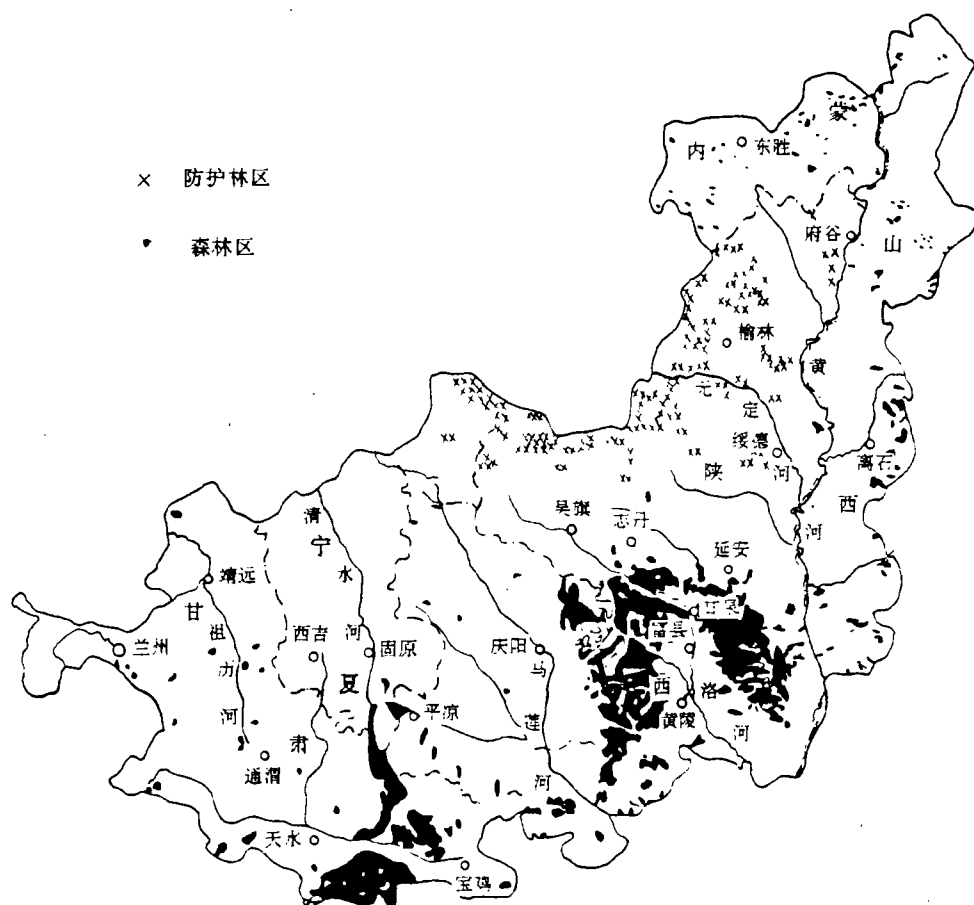 × 防护林区
森林区
内
蒙
东胜
府谷
山
榆林
黄
无
定
绥德
河
陕
离石
西
河
吴旗
志丹
延安
甘泉
富县
西
洛
黄陵
河
清
宁
水
河
夏
靖远
甘
祖
厉
河
肃
兰州
西吉
固原
庆阳
马
莲
河
平凉
通渭
天水
宝鸡